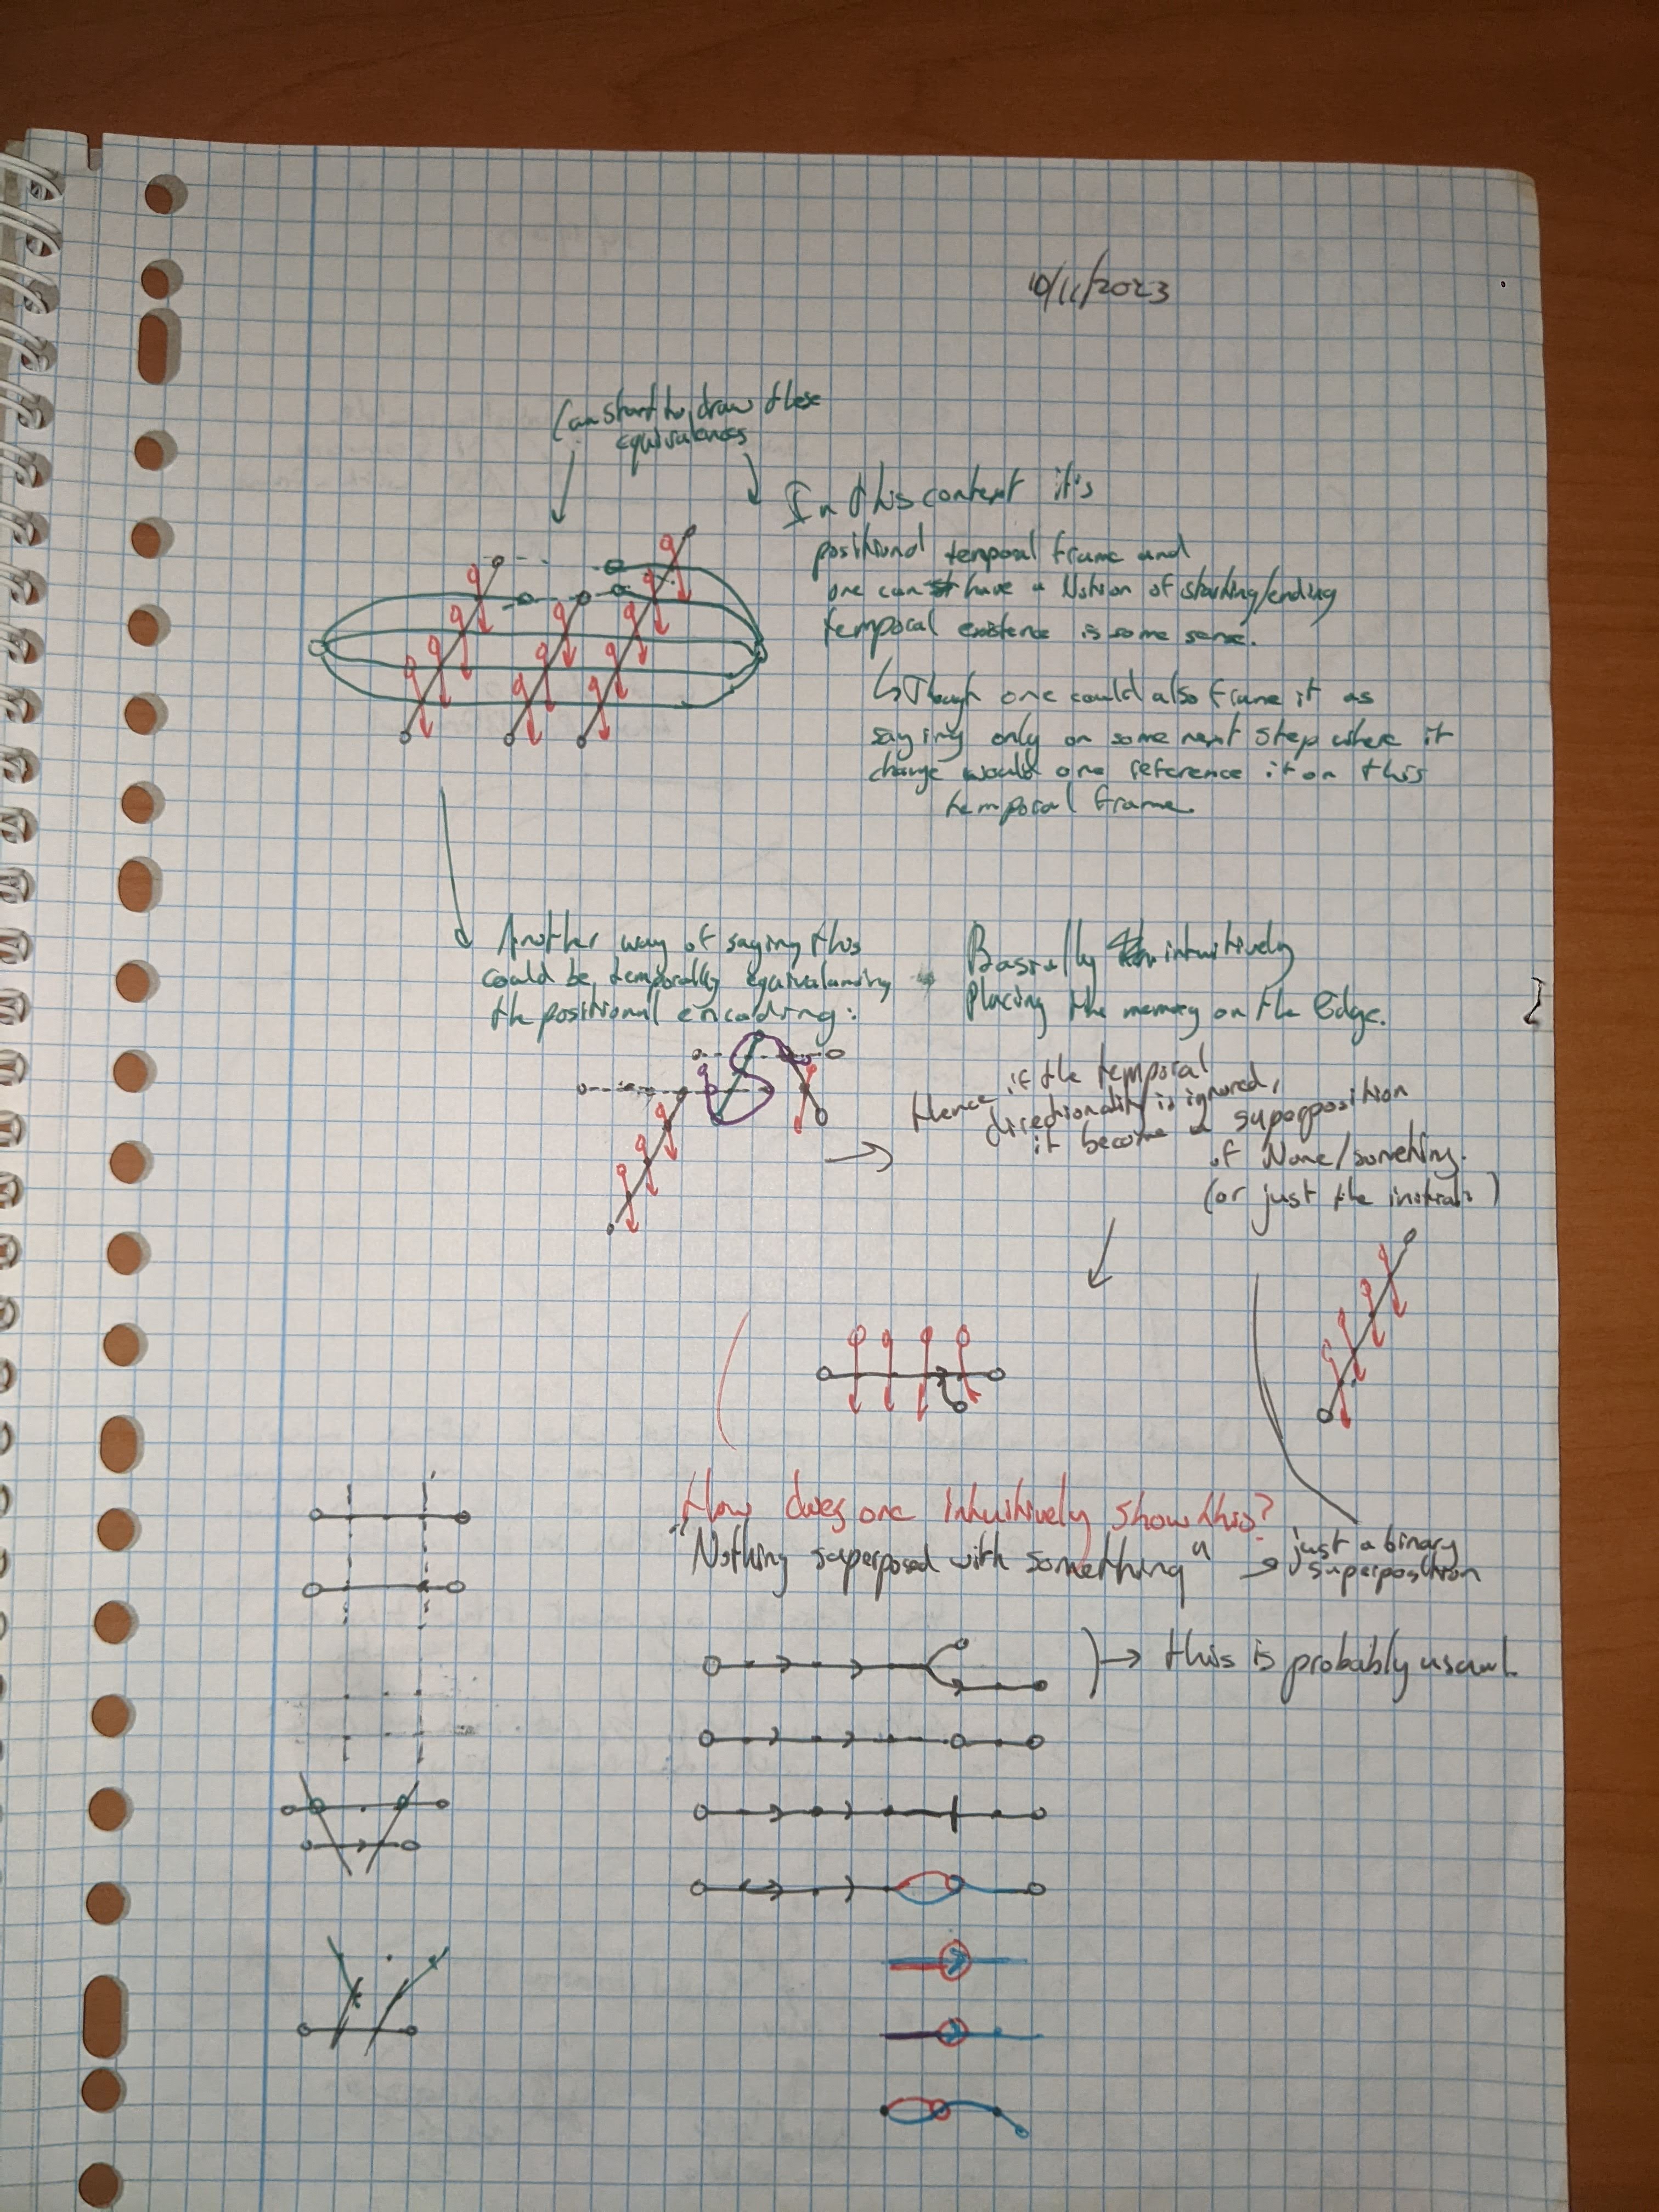 10/11/2023
Can start to draw these
equivalences
In this context it's
positional temporal frame and
one can have a Notion of starting/ending
temporal existence is some sense.
↳ Though one could also frame it as
saying only on some next step where it
change would one reference it on this
temporal frame.
Another way of saying this
could be, temporally equivalancing
the positional encoding:
Basically intuitively
Placing the memory on the Edge.
Hence if the temporal
directionality is ignored,
it become a superposition
of None/something.
(or just the initial)
How does one intuitively show this?
"Nothing superposed with something"
just a binary
superposition
this is probably usual